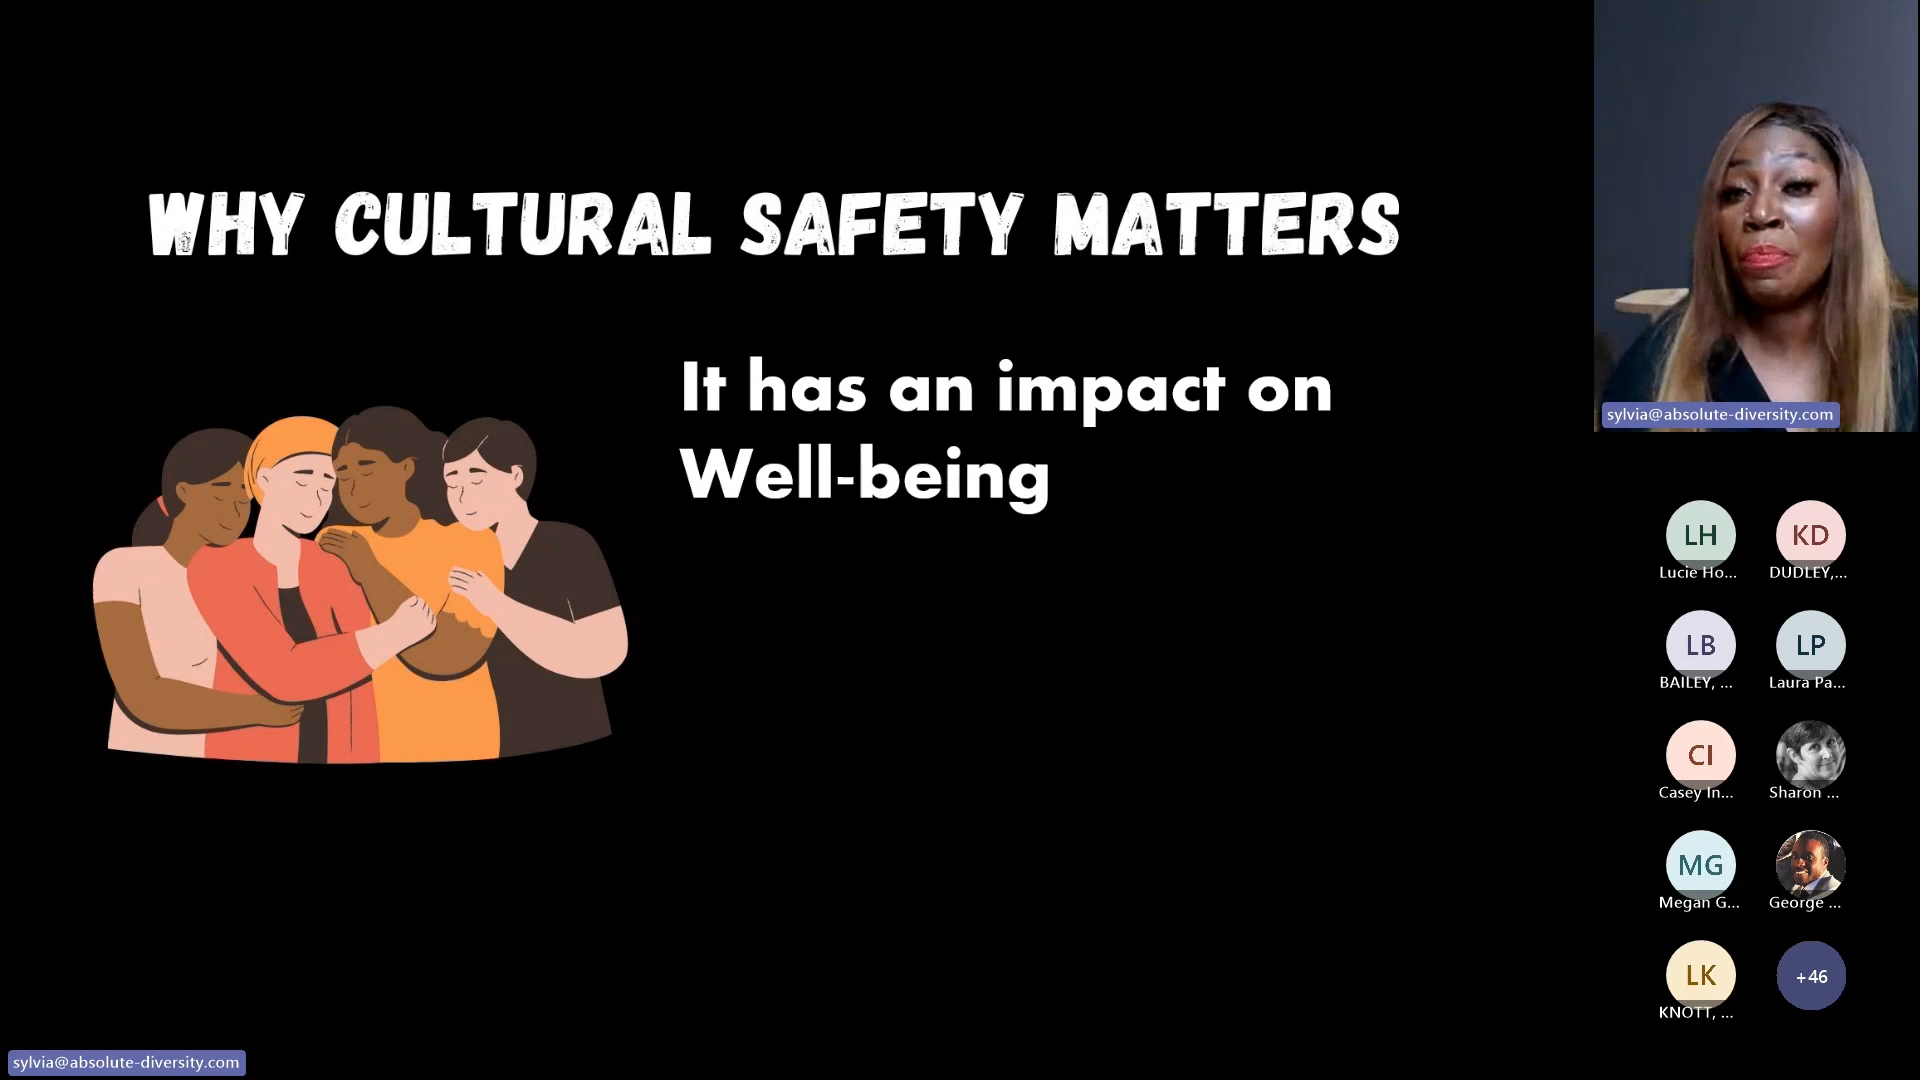 WHY CULTURAL SAFETY MATTERS
It has an impact on
Well-being
sylvia@absolute-diversity.com
LH
KD
Lucie Ho...
DUDLEY,...
LB
LP
BAILEY, ...
Laura Pa...
CI
Casey In...
Sharon ...
MG
Megan G...
George ...
LK
+46
KNOTT, ...
sylvia@absolute-diversity.com